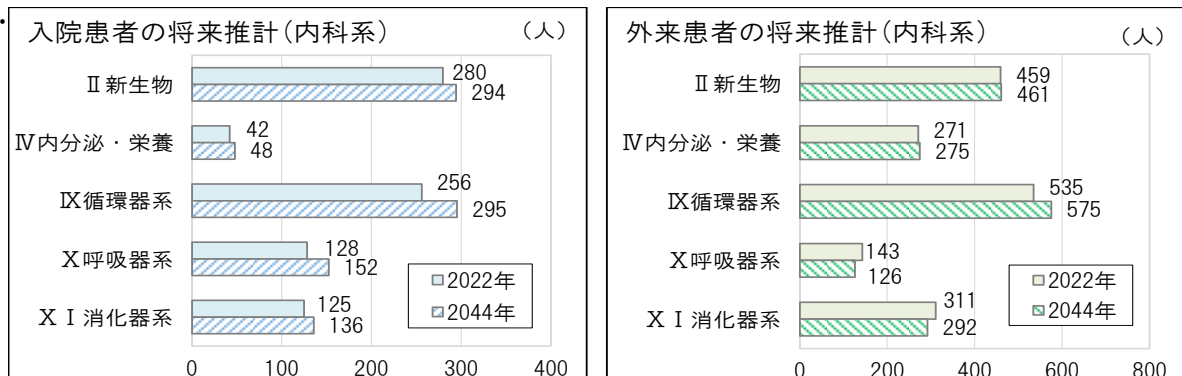 入院患者の将来推計(内科系) (人)
Ⅱ新生物
280
294
Ⅳ内分泌・栄養
42
48
Ⅸ循環器系
256
295
Ⅹ呼吸器系
128
152
ⅩⅠ消化器系
125
136
2022年
2044年
0 100 200 300 400
外来患者の将来推計(内科系) (人)
Ⅱ新生物
459
461
Ⅳ内分泌・栄養
271
275
Ⅸ循環器系
535
575
Ⅹ呼吸器系
143
126
ⅩⅠ消化器系
311
292
2022年
2044年
0 200 400 600 800